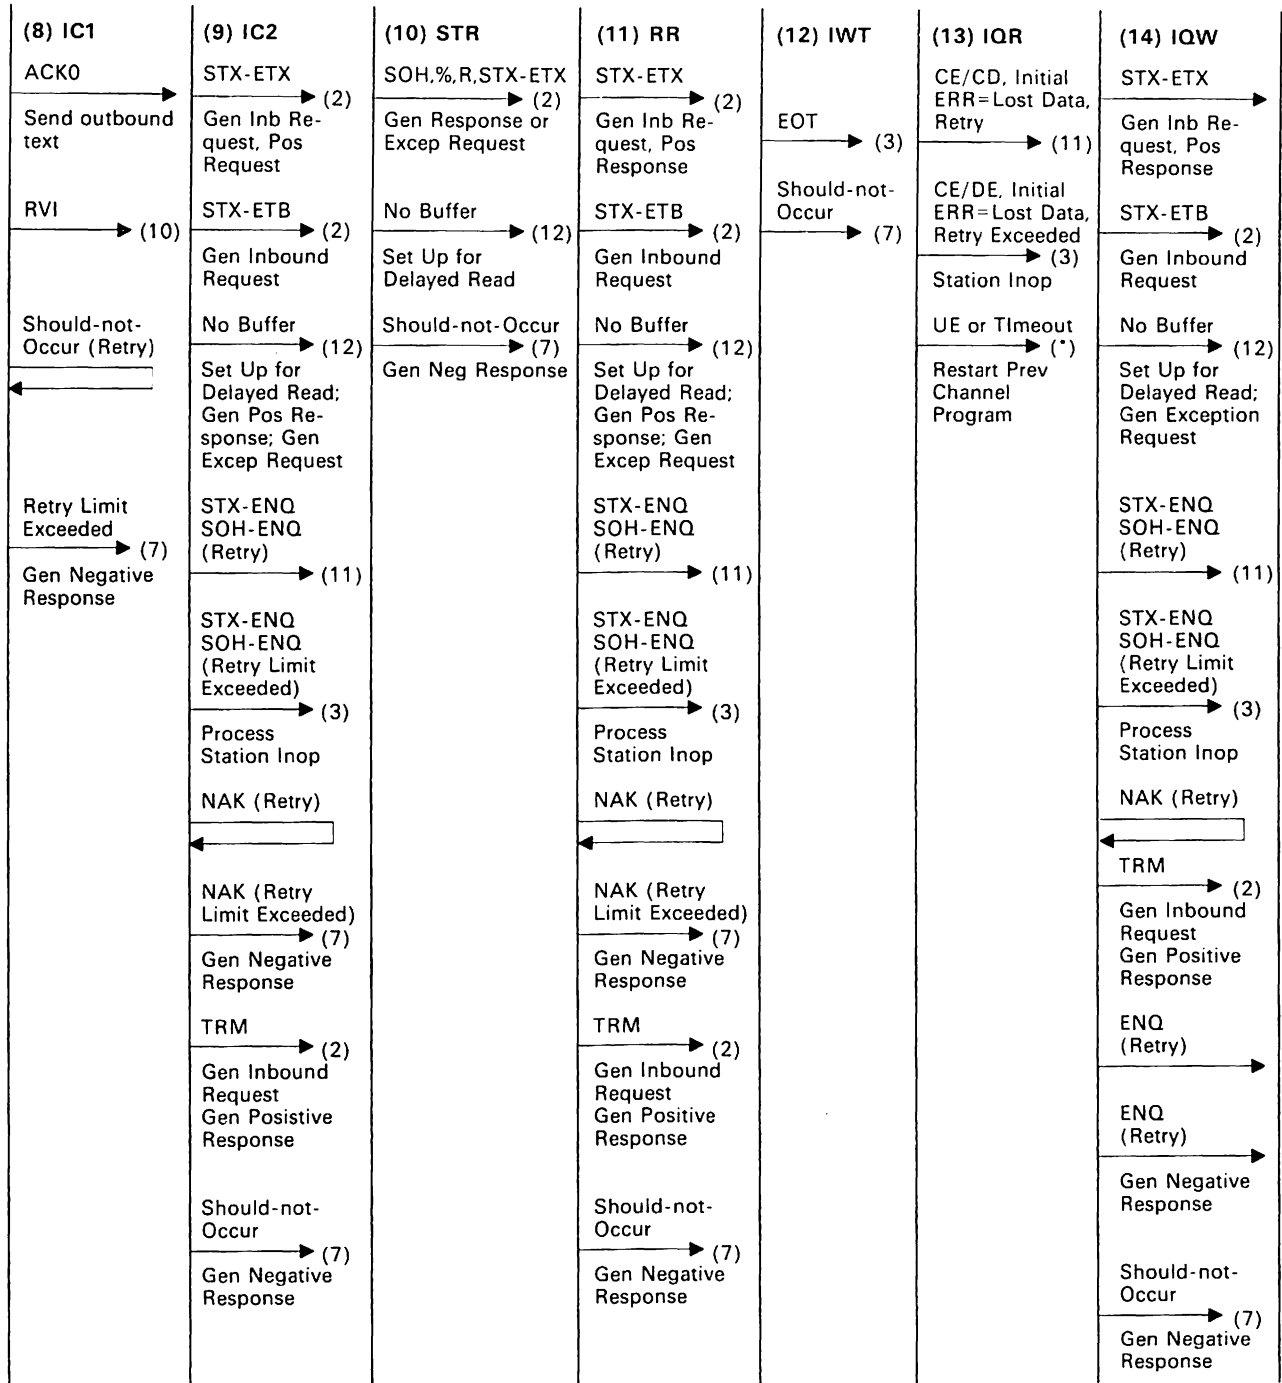 (8) IC1
ACK0
Send outbound
text
RVI
(10)
Should-not-
Occur (Retry)
Retry Limit
Exceeded
(7)
Gen Negative
Response
(9) IC2
STX-ETX
(2)
Gen Inb Re-
quest, Pos
Request
STX-ETB
(2)
Gen Inbound
Request
No Buffer
(12)
Set Up for
Delayed Read;
Gen Pos Re-
sponse; Gen
Excep Request
STX-ENQ
SOH-ENQ
(Retry)
(11)
STX-ENQ
SOH-ENQ
(Retry Limit
Exceeded)
(3)
Process
Station Inop
NAK (Retry)
NAK (Retry
Limit Exceeded)
(7)
Gen Negative
Response
TRM
(2)
Gen Inbound
Request
Gen Posistive
Response
Should-not-
Occur
(7)
Gen Negative
Response
(10) STR
SOH,%,R,STX-ETX
(2)
Gen Response or
Excep Request
No Buffer
(12)
Set Up for
Delayed Read
Should-not-Occur
(7)
Gen Neg Response
(11) RR
STX-ETX
(2)
Gen Inb Re-
quest, Pos
Response
STX-ETB
(2)
Gen Inbound
Request
No Buffer
(12)
Set Up for
Delayed Read;
Gen Pos Re-
sponse; Gen
Excep Request
STX-ENQ
SOH-ENQ
(Retry)
(11)
STX-ENQ
SOH-ENQ
(Retry Limit
Exceeded)
(3)
Process
Station Inop
NAK (Retry)
NAK (Retry
Limit Exceeded)
(7)
Gen Negative
Response
TRM
(2)
Gen Inbound
Request
Gen Positive
Response
Should-not-
Occur
(7)
Gen Negative
Response
(12) IWT
EOT
(3)
Should-not-
Occur
(7)
(13) IQR
CE/CD, Initial
ERR=Lost Data,
Retry
(11)
CE/DE, Initial
ERR=Lost Data,
Retry Exceeded
(3)
Station Inop
UE or TImeout
(*)
Restart Prev
Channel
Program
(14) IQW
STX-ETX
Gen Inb Re-
quest, Pos
Response
STX-ETB
(2)
Gen Inbound
Request
No Buffer
(12)
Set Up for
Delayed Read;
Gen Exception
Request
STX-ENQ
SOH-ENQ
(Retry)
(11)
STX-ENQ
SOH-ENQ
(Retry Limit
Exceeded)
(3)
Process
Station Inop
NAK (Retry)
TRM
(2)
Gen Inbound
Request
Gen Positive
Response
ENQ
(Retry)
ENQ
(Retry)
Gen Negative
Response
Should-not-
Occur
(7)
Gen Negative
Response